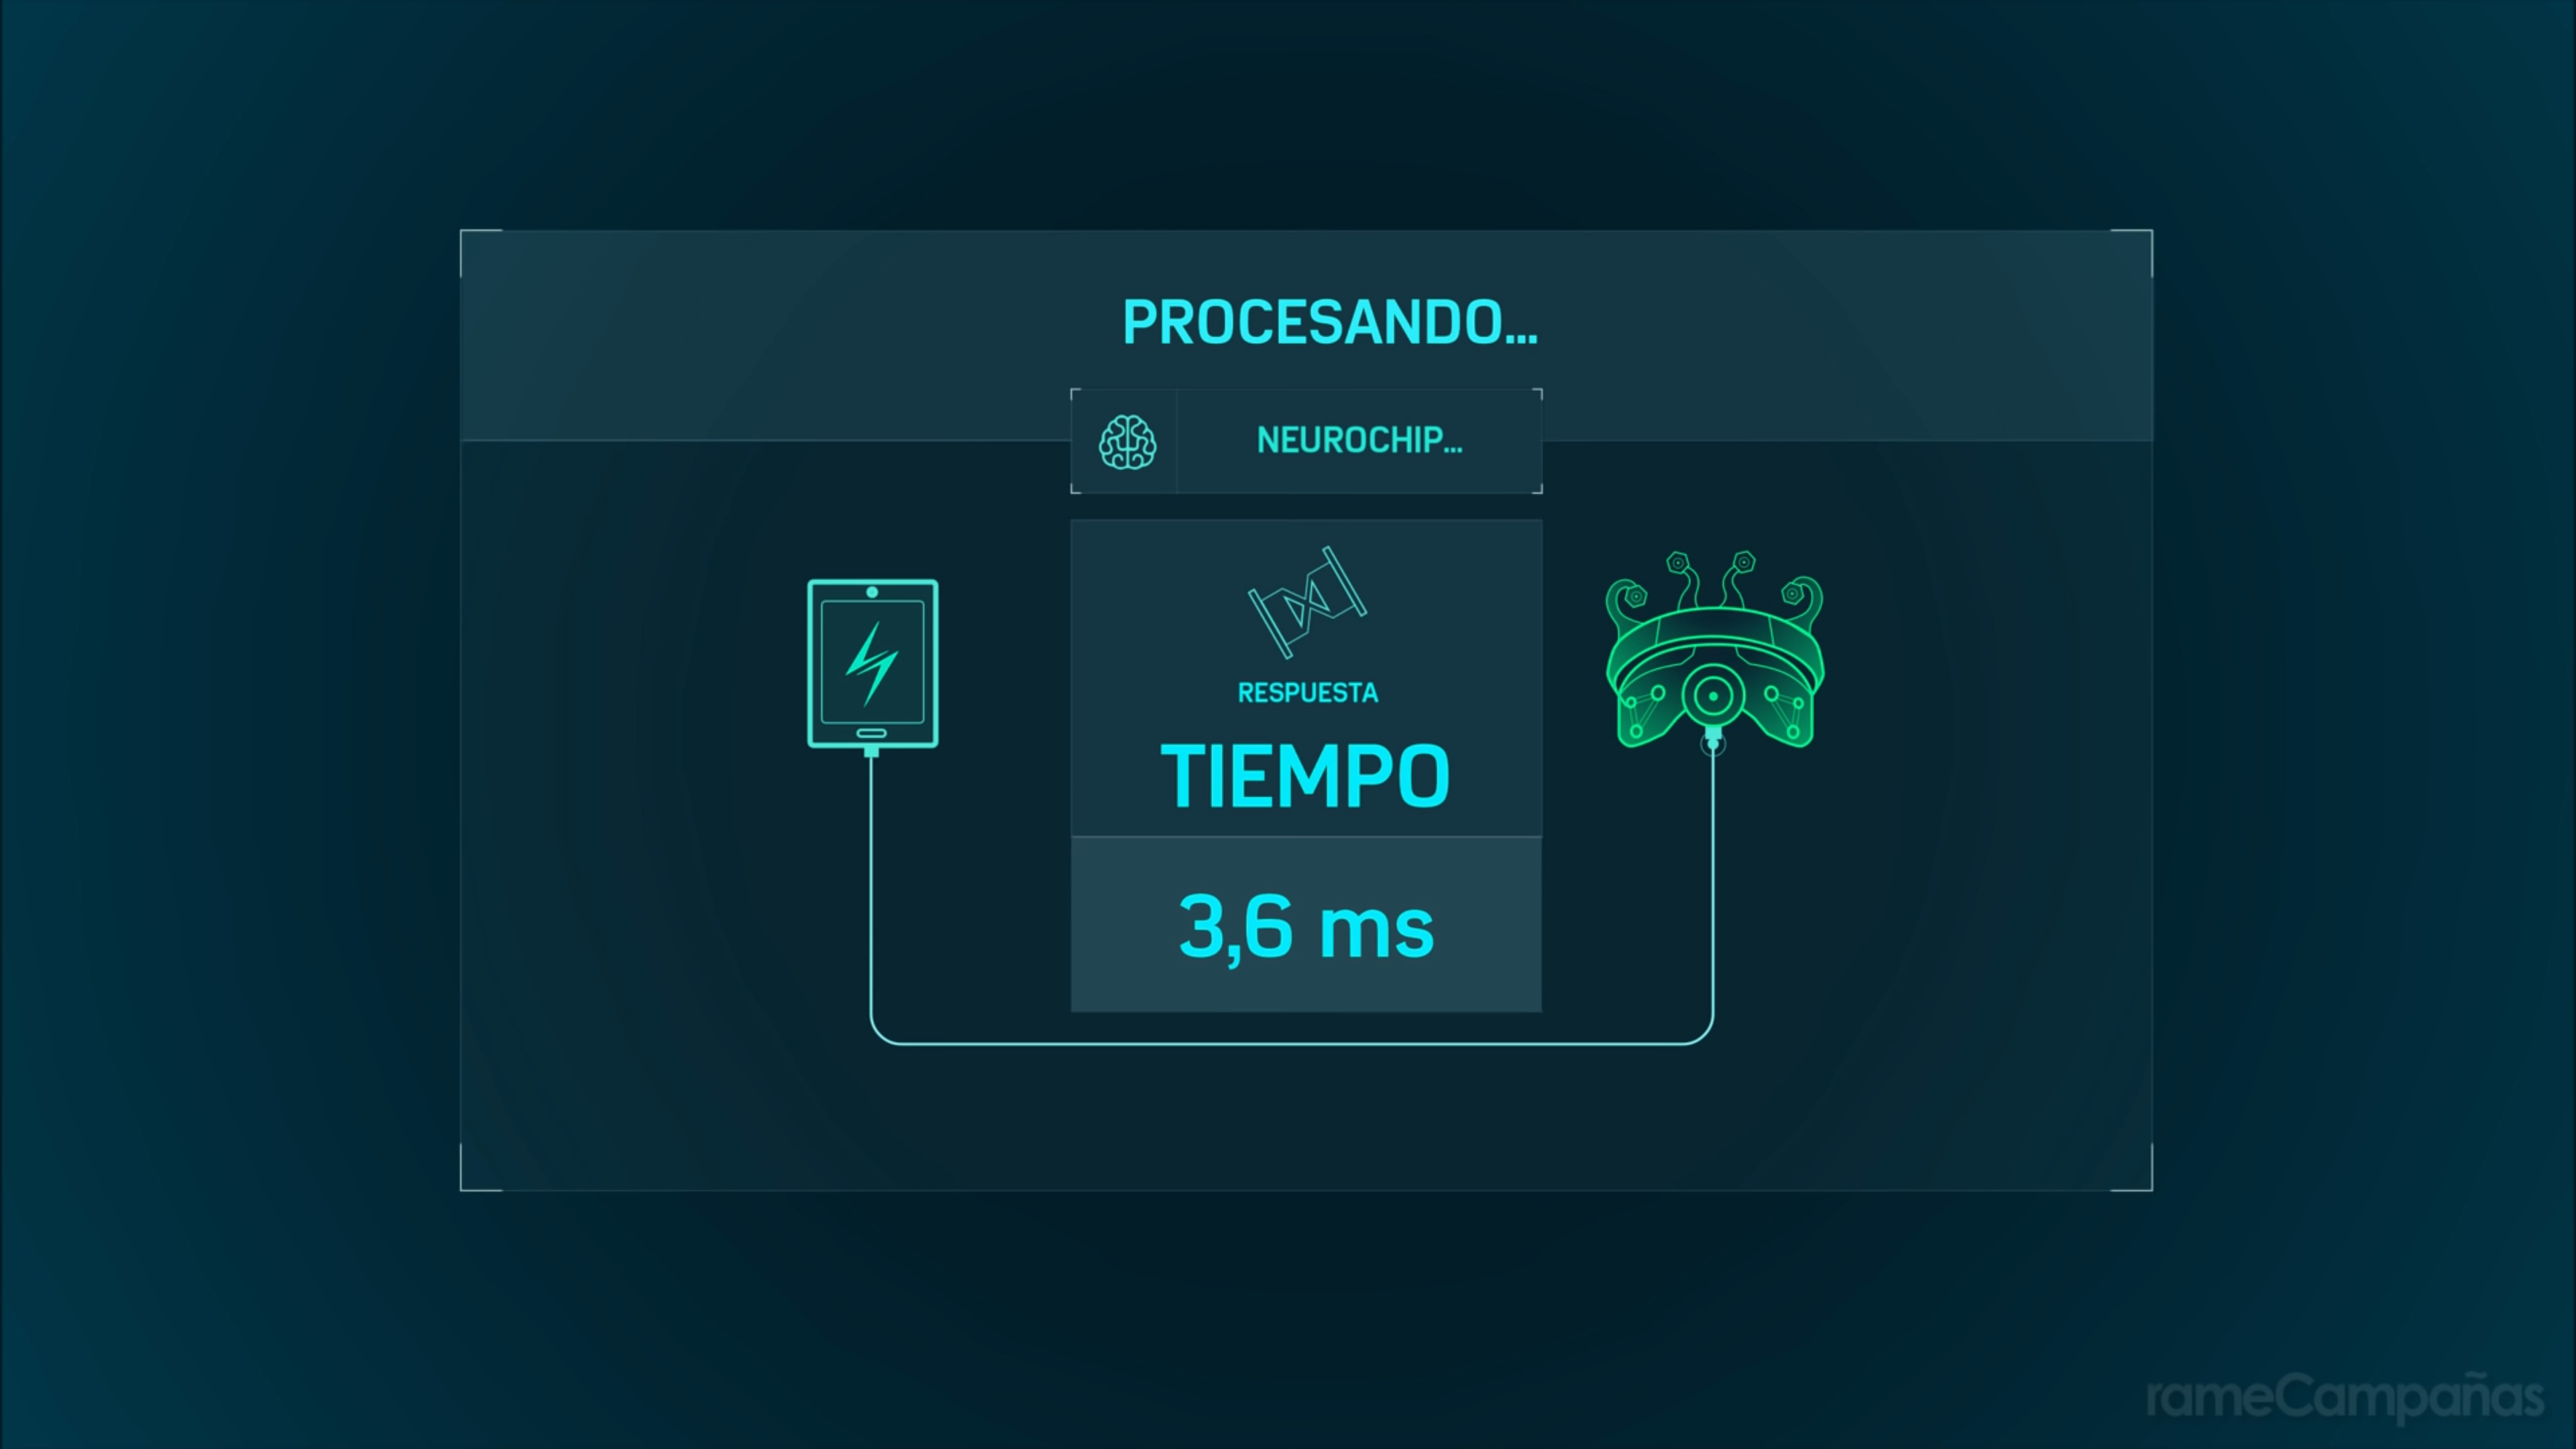 PROCESANDO...
NEUROCHIP...
RESPUESTA
TIEMPO
3,6 ms
rameCampañas